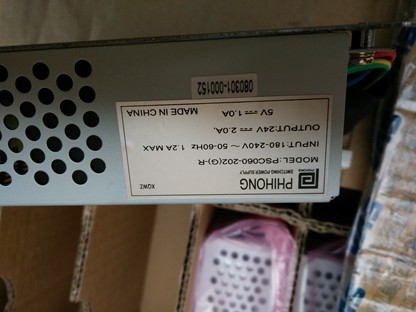 PHIHONG
SWITCHING POWER SUPPLY
MODEL: PSC060-202(G)-R
INPUT: 180-240V ~ 50-60Hz 1.2A MAX
OUTPUT: 24V ⎓ 2.0A,
5V ⎓ 1.0A
MADE IN CHINA
XQWZ
080301-000152